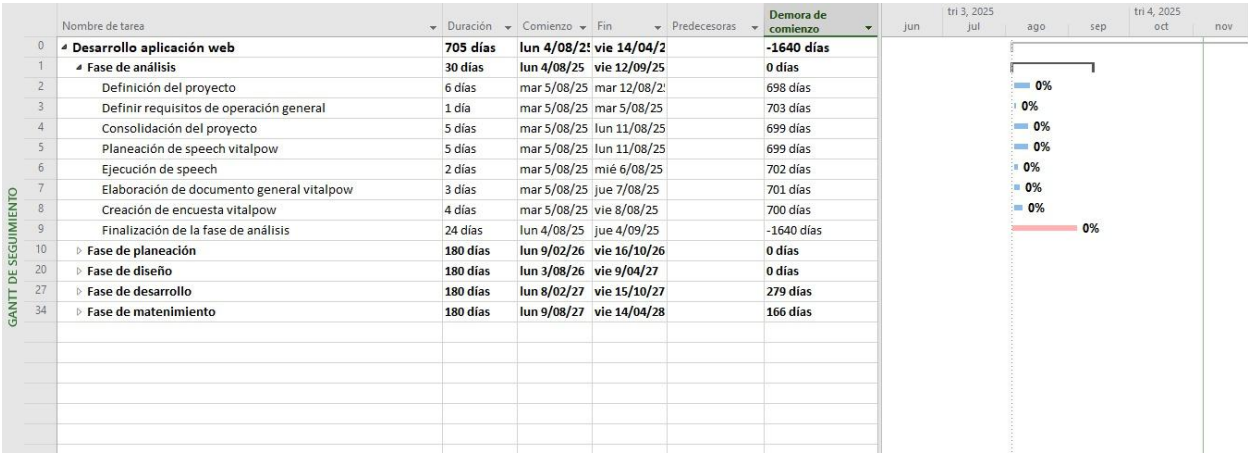 Nombre de tarea Duración Comienzo Fin Predecesoras Demora de comienzo
tri 3, 2025 tri 4, 2025
jun jul ago sep oct nov
0 Desarrollo aplicación web 705 días lun 4/08/25 vie 14/04/2 -1640 días
1 Fase de análisis 30 días lun 4/08/25 vie 12/09/25 0 días
2 Definición del proyecto 6 días mar 5/08/25 mar 12/08/2 698 días 0%
3 Definir requisitos de operación general 1 día mar 5/08/25 mar 5/08/25 703 días 0%
4 Consolidación del proyecto 5 días mar 5/08/25 lun 11/08/25 699 días 0%
5 Planeación de speech vitalpow 5 días mar 5/08/25 lun 11/08/25 699 días 0%
6 Ejecución de speech 2 días mar 5/08/25 mié 6/08/25 702 días 0%
7 Elaboración de documento general vitalpow 3 días mar 5/08/25 jue 7/08/25 701 días 0%
8 Creación de encuesta vitalpow 4 días mar 5/08/25 vie 8/08/25 700 días 0%
9 Finalización de la fase de análisis 24 días lun 4/08/25 jue 4/09/25 -1640 días 0%
10 Fase de planeación 180 días lun 9/02/26 vie 16/10/26 0 días
20 Fase de diseño 180 días lun 3/08/26 vie 9/04/27 0 días
27 Fase de desarrollo 180 días lun 8/02/27 vie 15/10/27 279 días
34 Fase de matenimiento 180 días lun 9/08/27 vie 14/04/28 166 días
GANTT DE SEGUIMIENTO